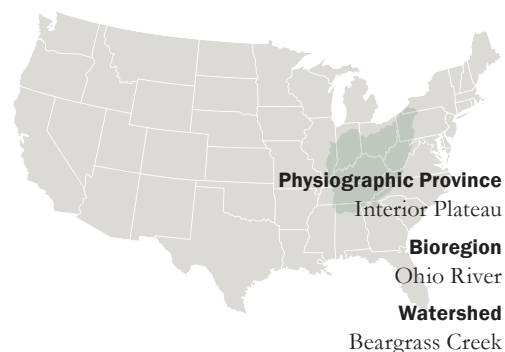 Physiographic Province
Interior Plateau
Bioregion
Ohio River
Watershed
Beargrass Creek